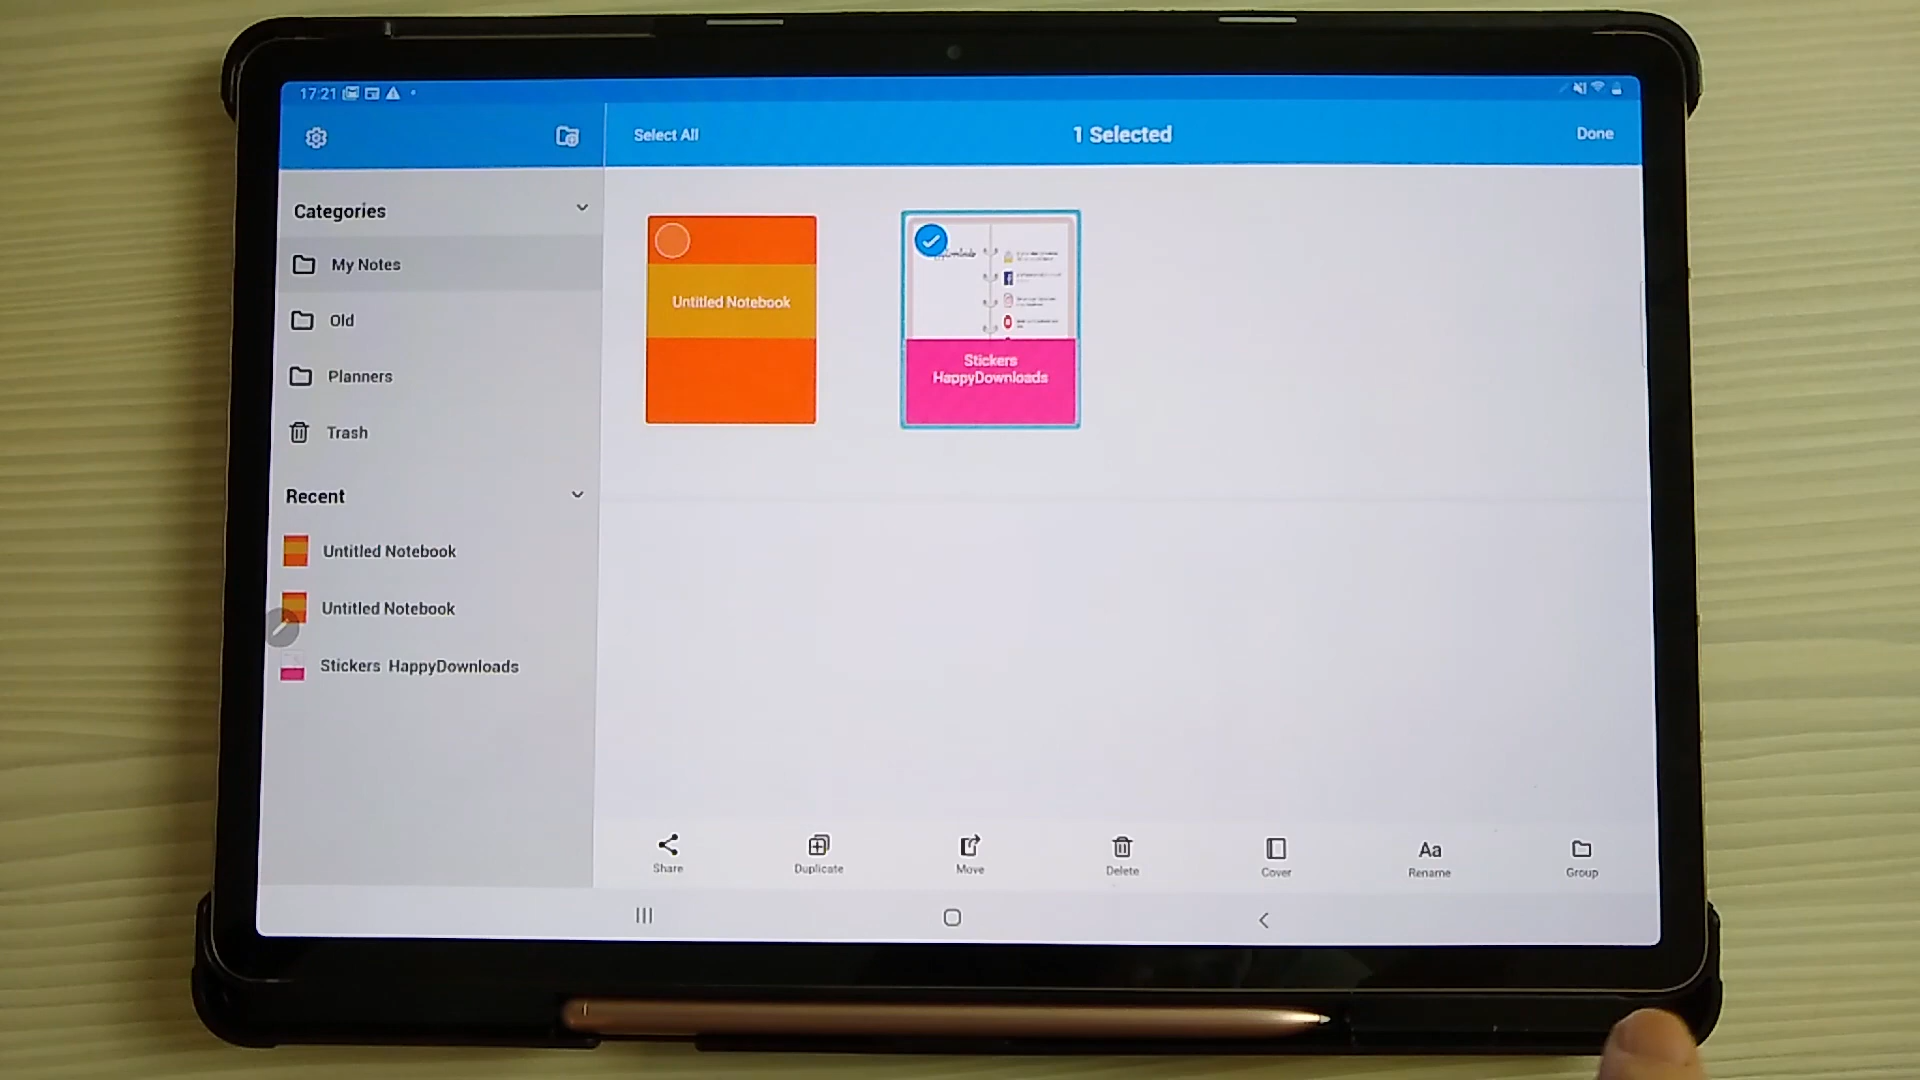 17:21
Select All
1 Selected
Done
Categories
My Notes
Old
Planners
Trash
Recent
Untitled Notebook
Untitled Notebook
Stickers HappyDownloads
Untitled Notebook
Stickers
HappyDownloads
Share
Duplicate
Move
Delete
Cover
Aa
Rename
Group